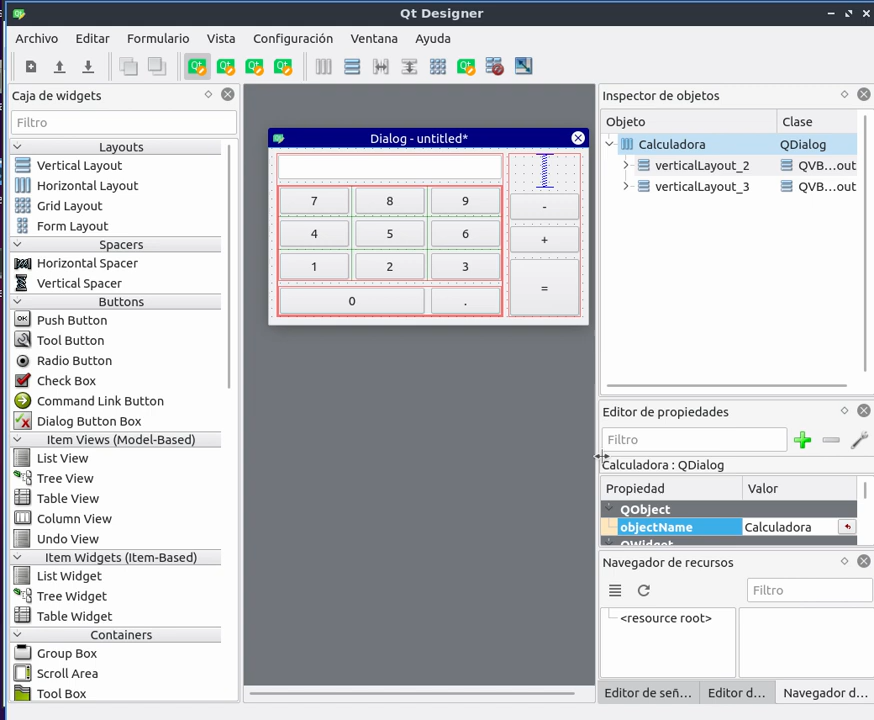 Qt Designer
Archivo Editar Formulario Vista Configuración Ventana Ayuda
Caja de widgets
Filtro
Layouts
Vertical Layout
Horizontal Layout
Grid Layout
Form Layout
Spacers
Horizontal Spacer
Vertical Spacer
Buttons
OK Push Button
Tool Button
Radio Button
Check Box
Command Link Button
Dialog Button Box
Item Views (Model-Based)
List View
Tree View
Table View
Column View
Undo View
Item Widgets (Item-Based)
List Widget
Tree Widget
Table Widget
Containers
Group Box
Scroll Area
Tool Box
Dialog - untitled*
7 8 9 -
4 5 6 +
1 2 3 =
0 .
Inspector de objetos
Objeto Clase
Calculadora QDialog
verticalLayout_2 QVB...out
verticalLayout_3 QVB...out
Editor de propiedades
Filtro
Calculadora : QDialog
Propiedad Valor
QObject
objectName Calculadora
QWidget
Navegador de recursos
Filtro
<resource root>
Editor de señ... Editor d... Navegador d...